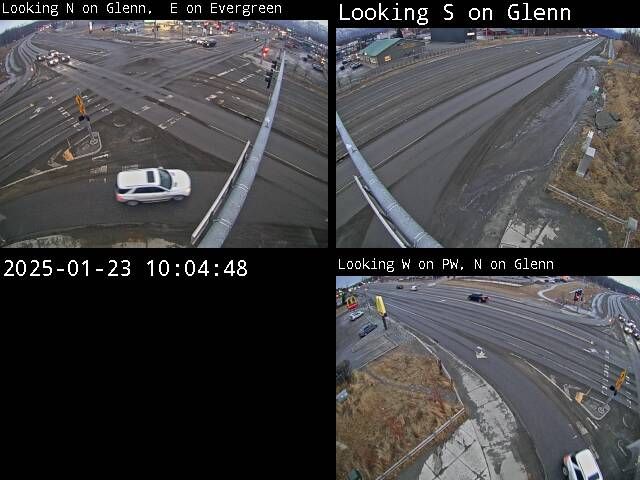 Looking N on Glenn,  E on Evergreen
Looking S on Glenn
2025-01-23 10:04:48
Looking W on PW, N on Glenn